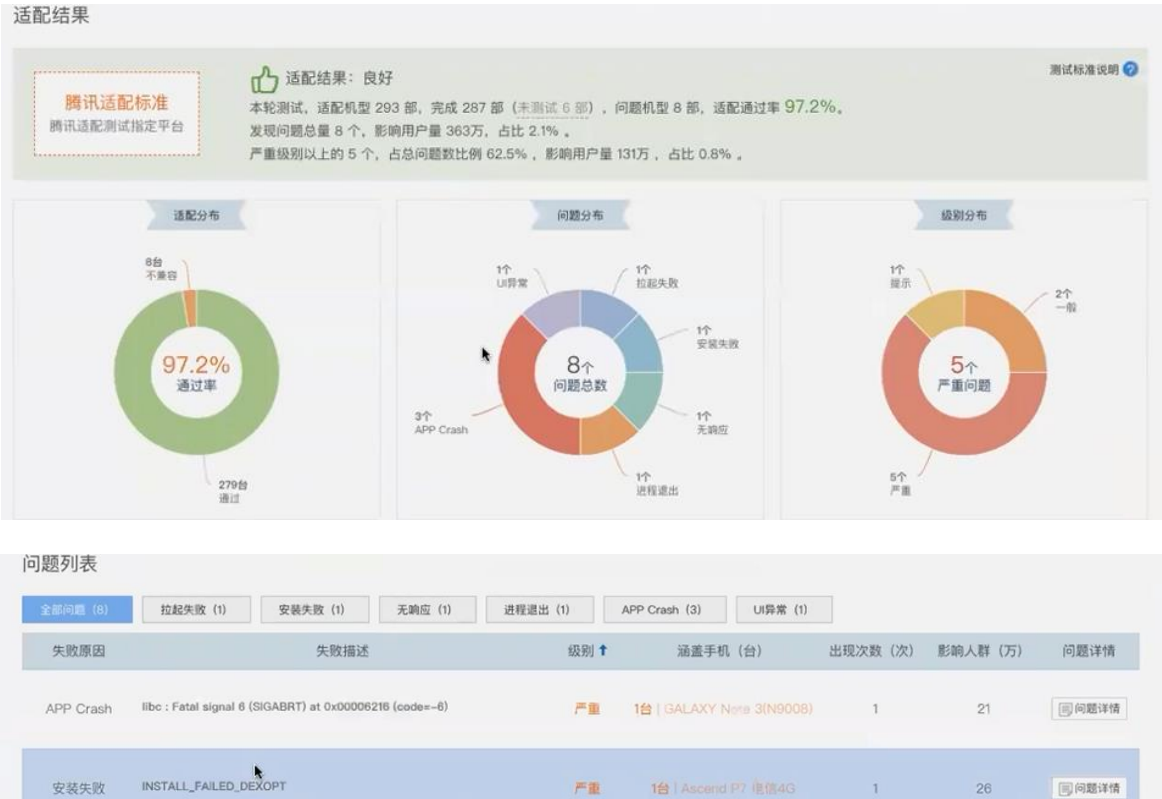 适配结果
腾讯适配标准
腾讯适配测试指定平台
适配结果：良好
测试标准说明 ?
本轮测试，适配机型 293 部，完成 287 部（未测试 6 部），问题机型 8 部，适配通过率 97.2%。
发现问题总量 8 个，影响用户量 363万，占比 2.1% 。
严重级别以上的 5 个，占总问题数比例 62.5% ，影响用户量 131万 ，占比 0.8% 。
适配分布
8台
不兼容
97.2%
通过率
279台
通过
问题分布
1个
UI异常
1个
拉起失败
1个
安装失败
8个
问题总数
1个
无响应
3个
APP Crash
1个
进程退出
级别分布
1个
提示
2个
一般
5个
严重问题
5个
严重
问题列表
全部问题（8）
拉起失败（1）
安装失败（1）
无响应（1）
进程退出（1）
APP Crash（3）
UI异常（1）
失败原因 失败描述 级别 涵盖手机（台） 出现次数（次） 影响人群（万） 问题详情
APP Crash libc : Fatal signal 6 (SIGABRT) at 0x00006216 (code=-6) 严重 1台 | GALAXY Note 3(N9008) 1 21 问题详情
安装失败 INSTALL_FAILED_DEXOPT 严重 1台 | Ascend P7 电信4G 1 26 问题详情